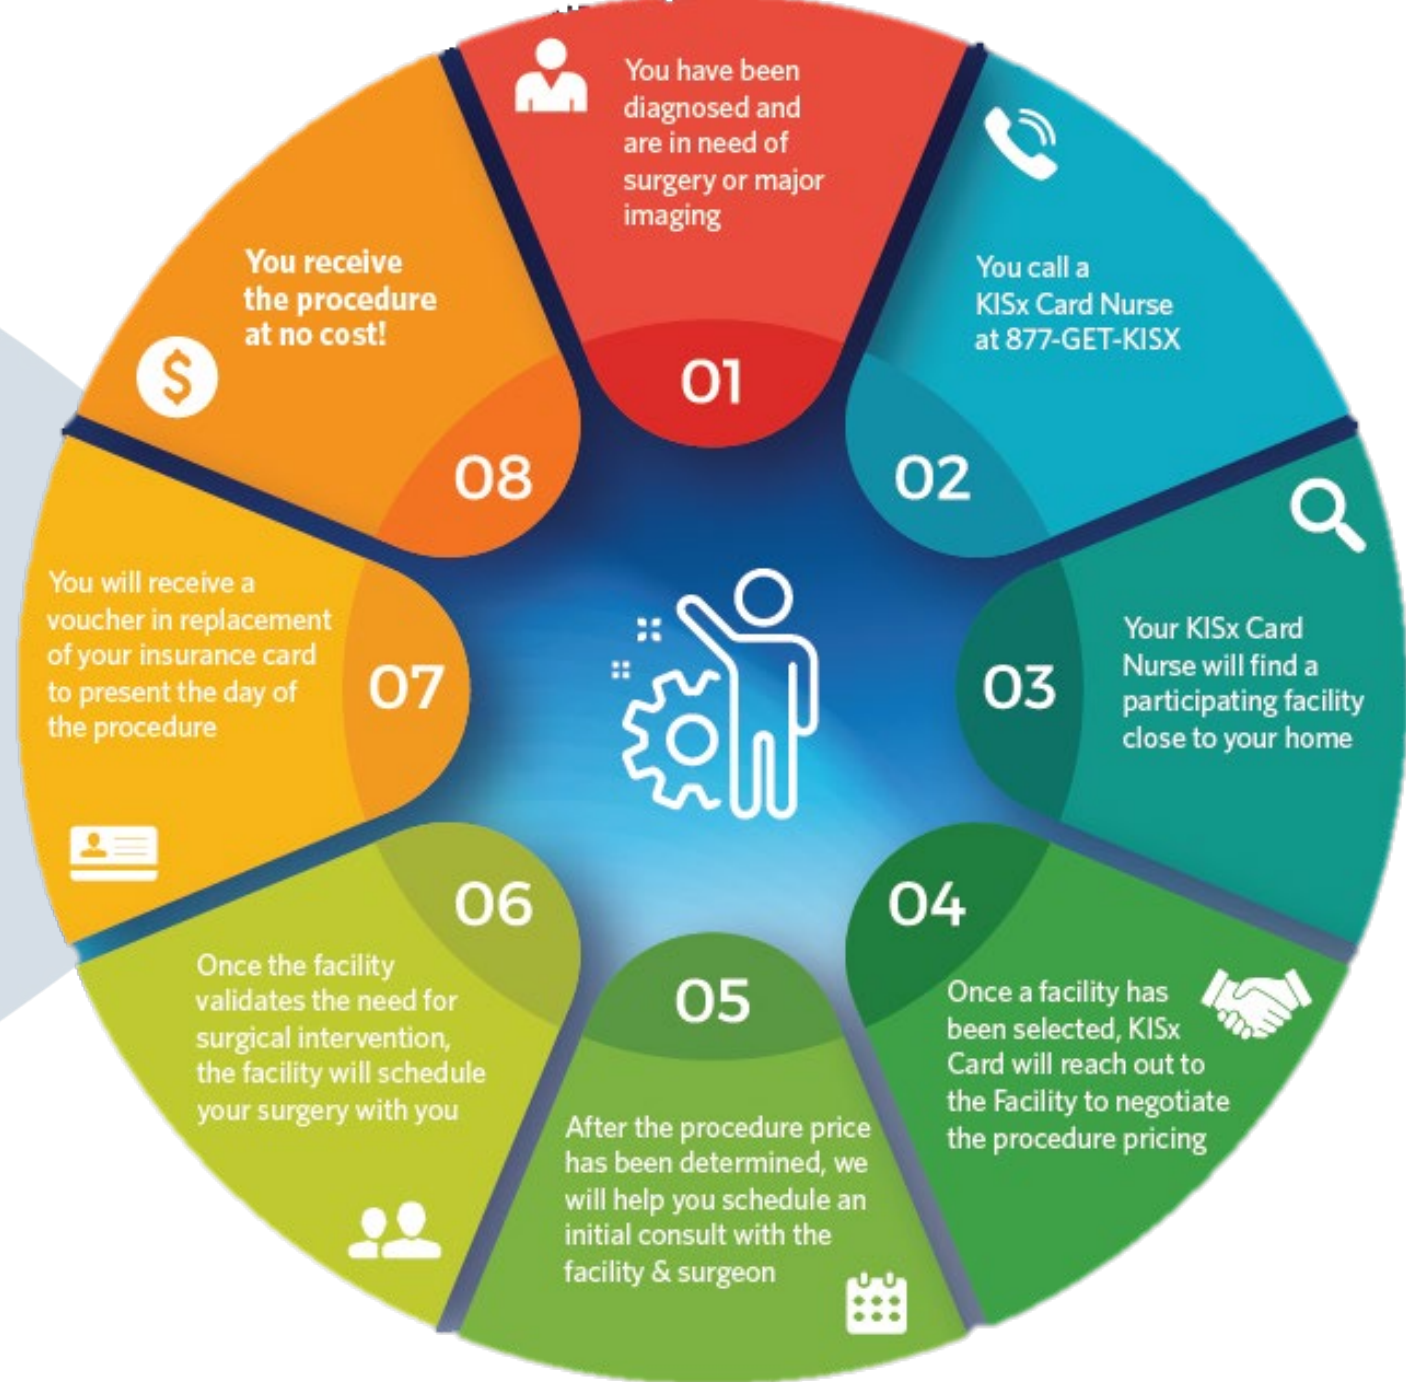 You have been
diagnosed and
are in need of
surgery or major
imaging
01
You call a
KISx Card Nurse
at 877-GET-KISX
02
Your KISx Card
Nurse will find a
participating facility
close to your home
03
04
Once a facility has
been selected, KISx
Card will reach out to
the Facility to negotiate
the procedure pricing
05
After the procedure price
has been determined, we
will help you schedule an
initial consult with the
facility & surgeon
06
Once the facility
validates the need for
surgical intervention,
the facility will schedule
your surgery with you
07
You will receive a
voucher in replacement
of your insurance card
to present the day of
the procedure
08
You receive
the procedure
at no cost!
$